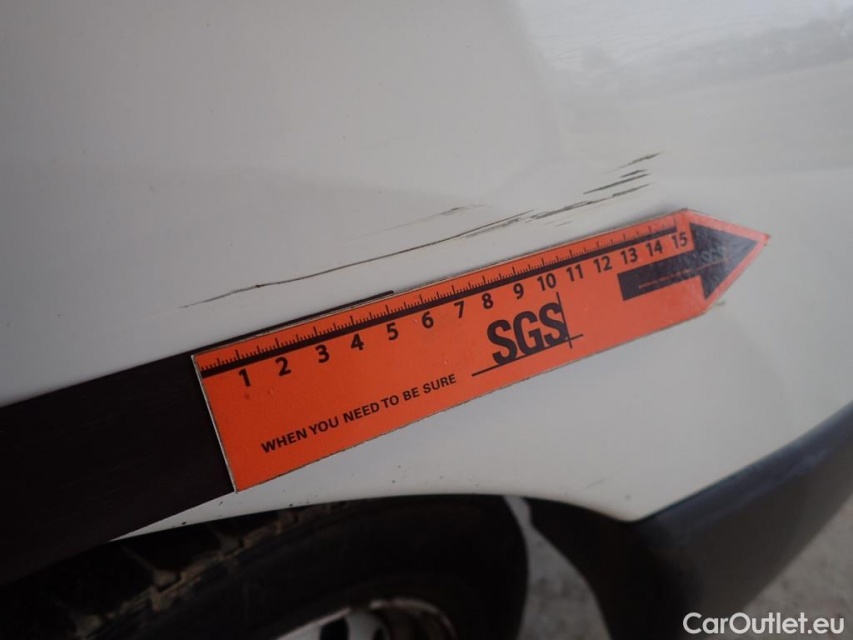 1 2 3 4 5 6 7 8 9 10 11 12 13 14 15
SGS
SGS
WHEN YOU NEED TO BE SURE
CarOutlet.eu